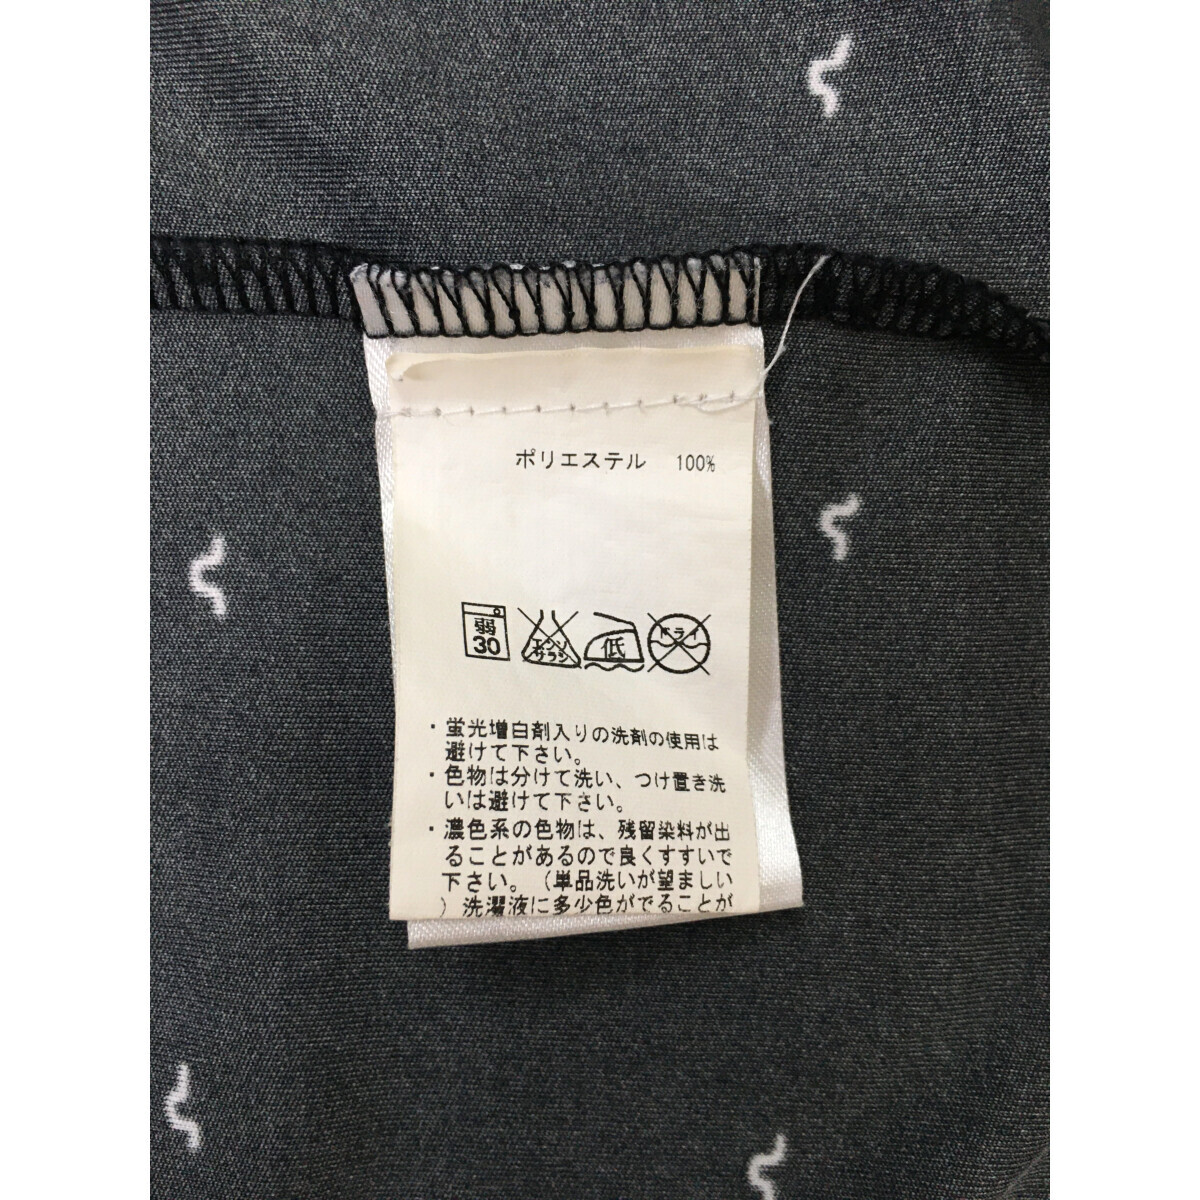 ポリエステル 100%
弱
30
エンソ
サラシ
低
ドライ
・蛍光増白剤入りの洗剤の使用は
避けて下さい。
・色物は分けて洗い、つけ置き洗
いは避けて下さい。
・濃色系の色物は、残留染料が出
ることがあるので良くすすいで
下さい。(単品洗いが望ましい
)洗濯液に多少色がでることが